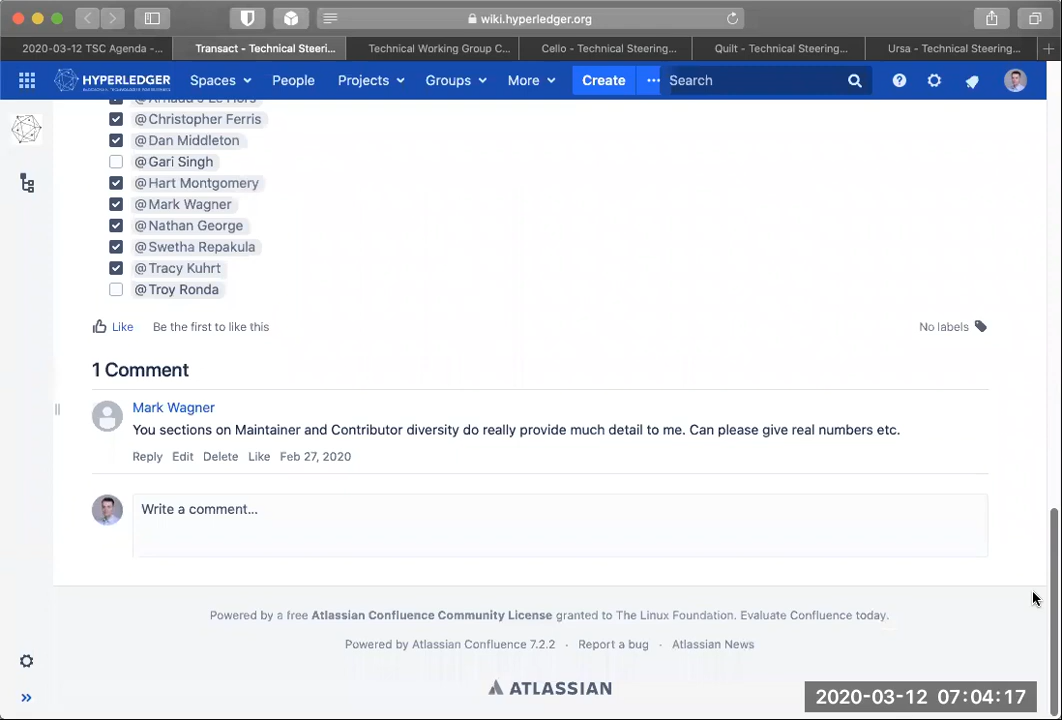 wiki.hyperledger.org
2020-03-12 TSC Agenda -...
Transact - Technical Steeri...
Technical Working Group C...
Cello - Technical Steering...
Quilt - Technical Steering...
Ursa - Technical Steering...
HYPERLEDGER
Spaces
People
Projects
Groups
More
Create
Search
@Christopher Ferris
@Dan Middleton
@Gari Singh
@Hart Montgomery
@Mark Wagner
@Nathan George
@Swetha Repakula
@Tracy Kuhrt
@Troy Ronda
Like Be the first to like this
No labels
1 Comment
Mark Wagner
You sections on Maintainer and Contributor diversity do really provide much detail to me. Can please give real numbers etc.
Reply Edit Delete Like Feb 27, 2020
Write a comment...
Powered by a free Atlassian Confluence Community License granted to The Linux Foundation. Evaluate Confluence today.
Powered by Atlassian Confluence 7.2.2 · Report a bug · Atlassian News
ATLASSIAN
2020-03-12 07:04:17